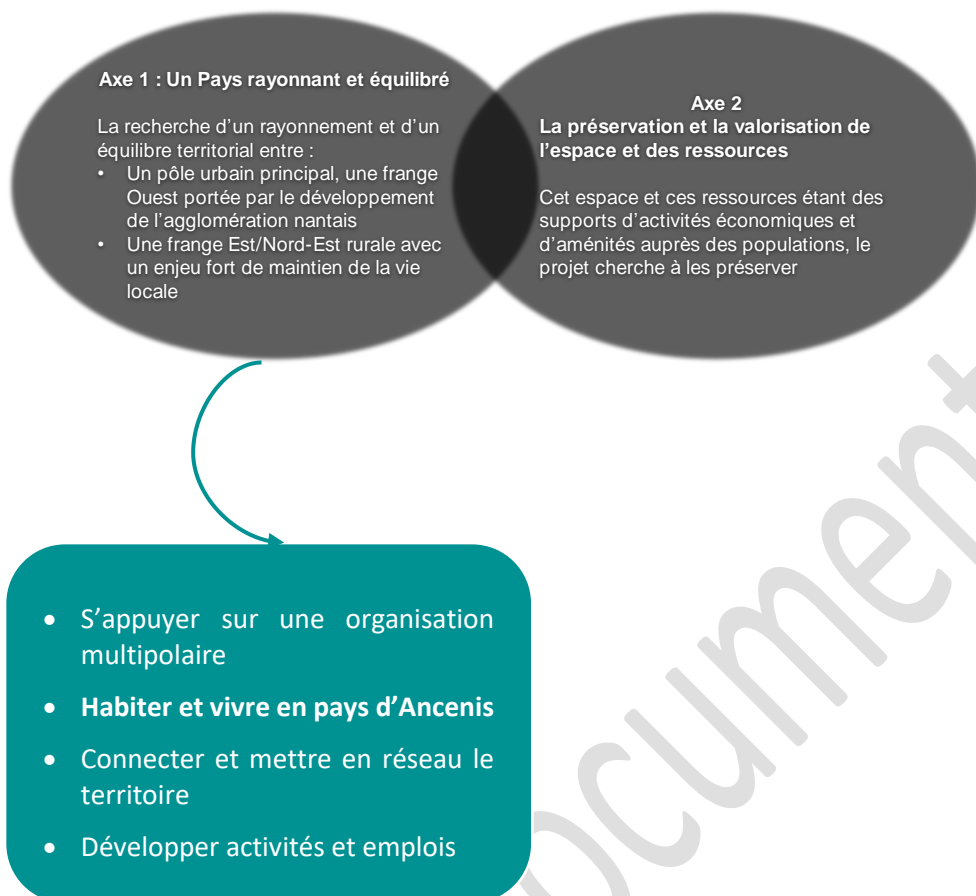 Axe 1 : Un Pays rayonnant et équilibré
La recherche d'un rayonnement et d'un
équilibre territorial entre :
• Un pôle urbain principal, une frange
Ouest portée par le développement
de l'agglomération nantais
• Une frange Est/Nord-Est rurale avec
un enjeu fort de maintien de la vie
locale
Axe 2
La préservation et la valorisation de
l'espace et des ressources
Cet espace et ces ressources étant des
supports d'activités économiques et
d'aménités auprès des populations, le
projet cherche à les préserver
• S'appuyer sur une organisation
multipolaire
• Habiter et vivre en pays d'Ancenis
• Connecter et mettre en réseau le
territoire
• Développer activités et emplois
ocument